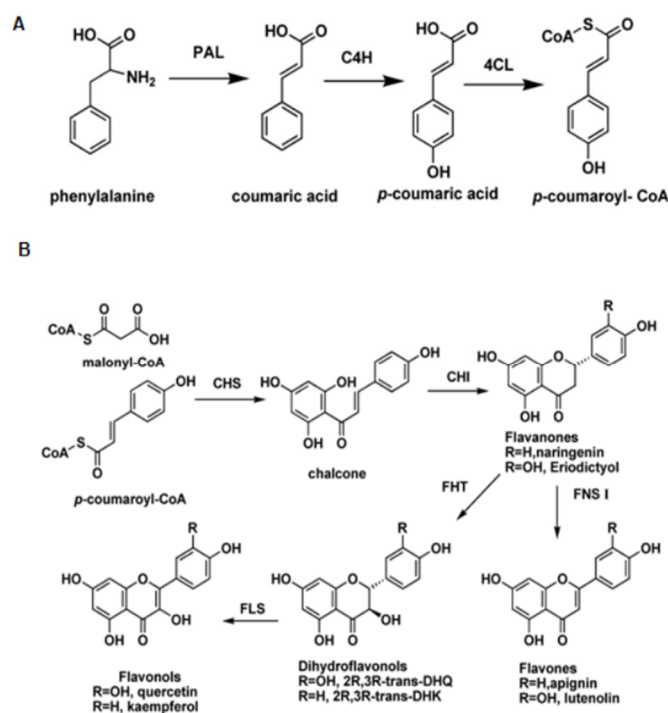 A
HO O
NH2
PAL
HO O
C4H
HO O
OH
4CL
CoA S O
OH
phenylalanine
coumaric acid
p-coumaric acid
p-coumaroyl- CoA
B
O O
CoA S OH
malonyl-CoA
OH
CoA S
O
p-coumaroyl-CoA
CHS
HO OH OH
OH O
chalcone
CHI
R
OH
HO O
OH O
Flavanones
R=H,naringenin
R=OH, Eriodictyol
FHT
FNS I
R
OH
HO O
OH
OH O
Flavonols
R=OH, quercetin
R=H, kaempferol
FLS
R
OH
HO O
OH
OH O
Dihydroflavonols
R=OH, 2R,3R-trans-DHQ
R=H, 2R,3R-trans-DHK
R
OH
HO O
OH O
Flavones
R=H,apignin
R=OH, lutenolin